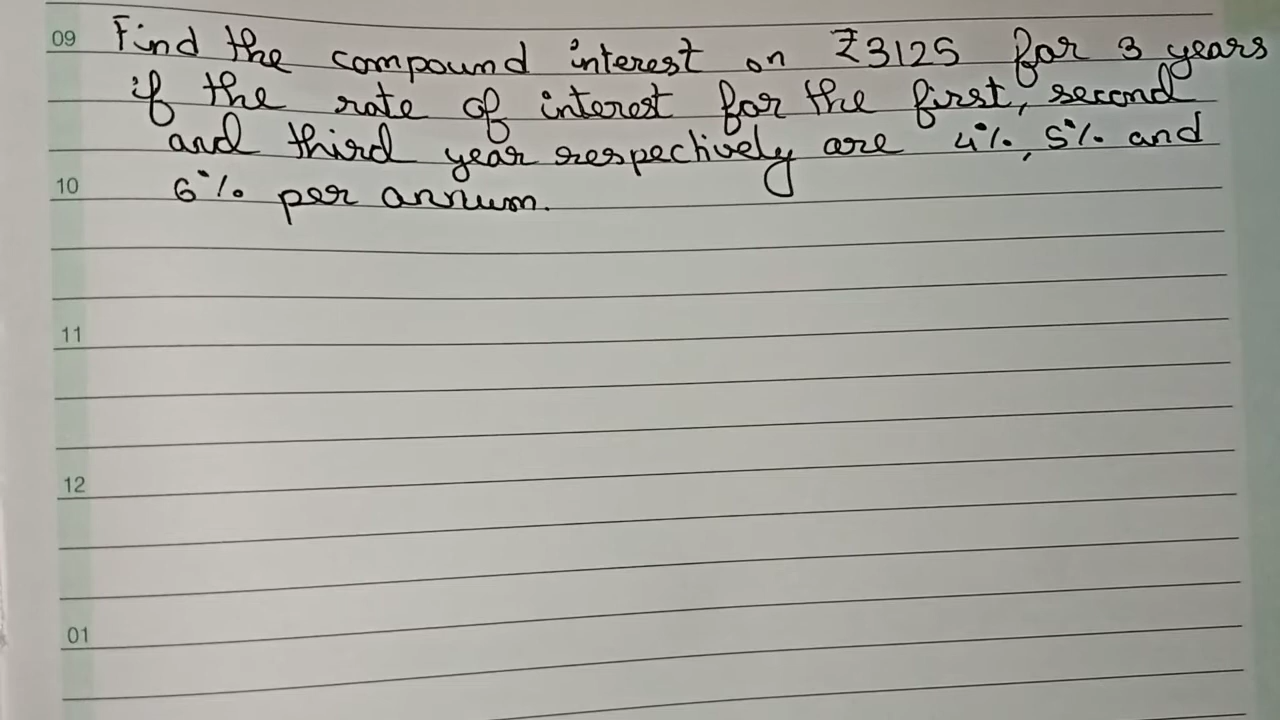 09 Find the compound interest on ₹3125 for 3 years
if the rate of interest for the first, second
and third year respectively are 4%, 5% and
10 6% per annum.
11
12
01